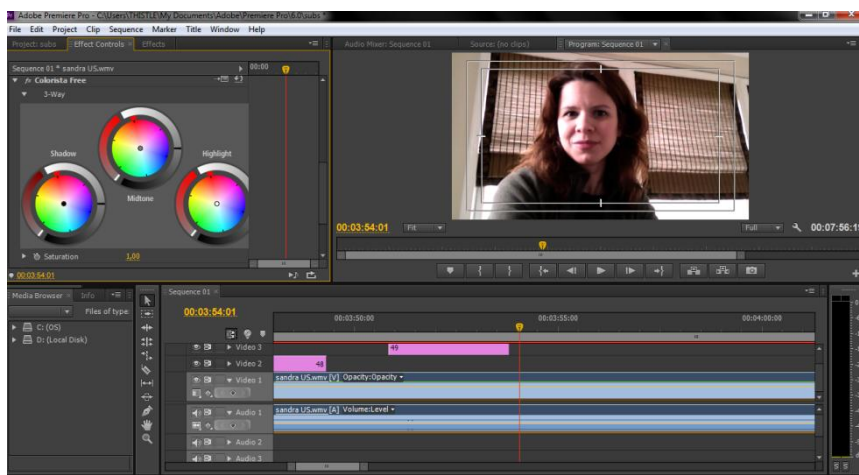 Adobe Premiere Pro - C:\Users\THISTLE\My Documents\Adobe\Premiere Pro\6.0\subs *
File Edit Project Clip Sequence Marker Title Window Help
Project: subs Effect Controls × Effects
Audio Mixer: Sequence 01 Source: (no clips) Program: Sequence 01 ×
Sequence 01 * sandra US.wmv 00:00
fx Colorista Free
3-Way
Shadow Highlight
Midtone
Saturation 1,00
00:03:54:01
00:03:54:01 Fit Full 00:07:56:19
Media Browser × Info
Files of type:
C: (OS)
D: (Local Disk)
Sequence 01 ×
00:03:54:01
00:03:50:00 00:03:55:00 00:04:00:00
Video 3 49
Video 2 48
Video 1 sandra US.wmv [V] Opacity:Opacity
Audio 1 sandra US.wmv [A] Volume:Level
Audio 2
Audio 3
S S